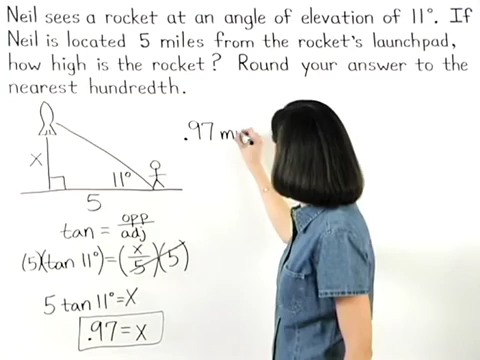 Neil sees a rocket at an angle of elevation of 11°. If
Neil is located 5 miles from the rocket's launchpad,
how high is the rocket? Round your answer to the
nearest hundredth.
.97 m
x
11°
5
tan = opp/adj
(5)(tan 11°) = (x/5)(5)
5 tan 11° = x
.97 = x